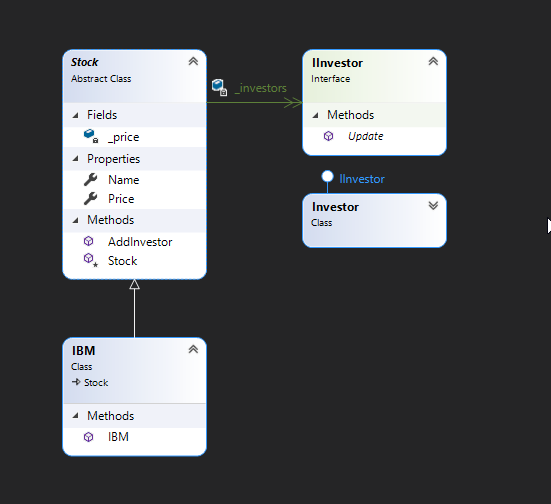 Stock
Abstract Class
Fields
_price
Properties
Name
Price
Methods
AddInvestor
Stock
_investors
IInvestor
Interface
Methods
Update
IInvestor
Investor
Class
IBM
Class
Stock
Methods
IBM